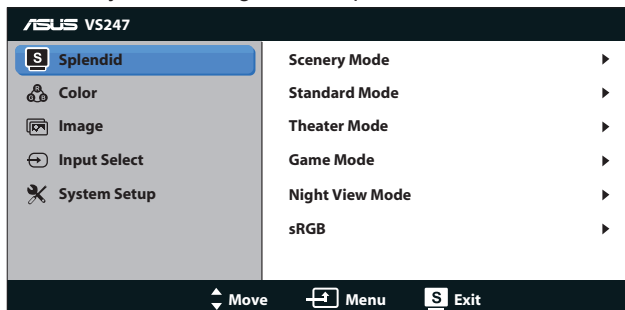 ASUS VS247
S Splendid
Color
Image
Input Select
System Setup
Scenery Mode
Standard Mode
Theater Mode
Game Mode
Night View Mode
sRGB
Move Menu S Exit